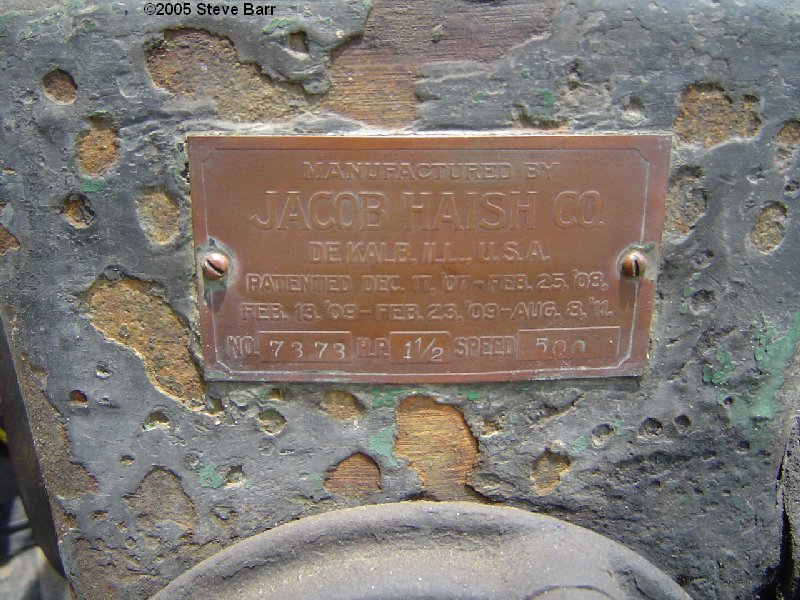 ©2005 Steve Barr
MANUFACTURED BY
JACOB HAISH CO.
DE KALB, ILL., U.S.A.
PATENTED DEC. 17, '07 - FEB. 25, '08,
FEB. 13, '09 - FEB. 23, '09 - AUG. 8, '11.
NO. 7373 H.P. 1½ SPEED 500